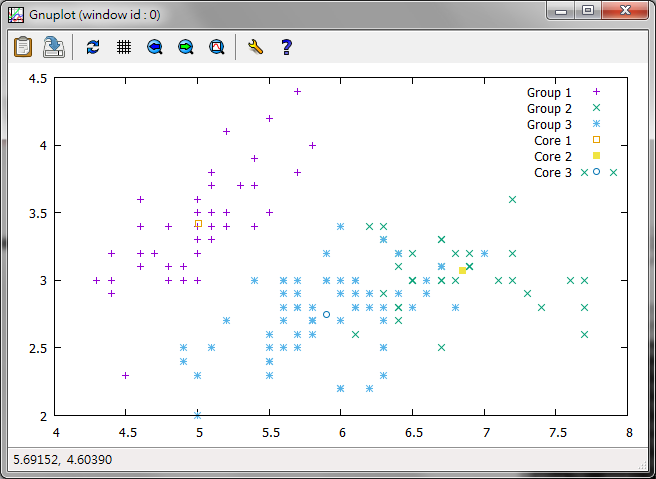 Gnuplot (window id : 0)
4.5
4
3.5
3
2.5
2
4
4.5
5
5.5
6
6.5
7
7.5
8
Group 1
Group 2
Group 3
Core 1
Core 2
Core 3
5.69152, 4.60390